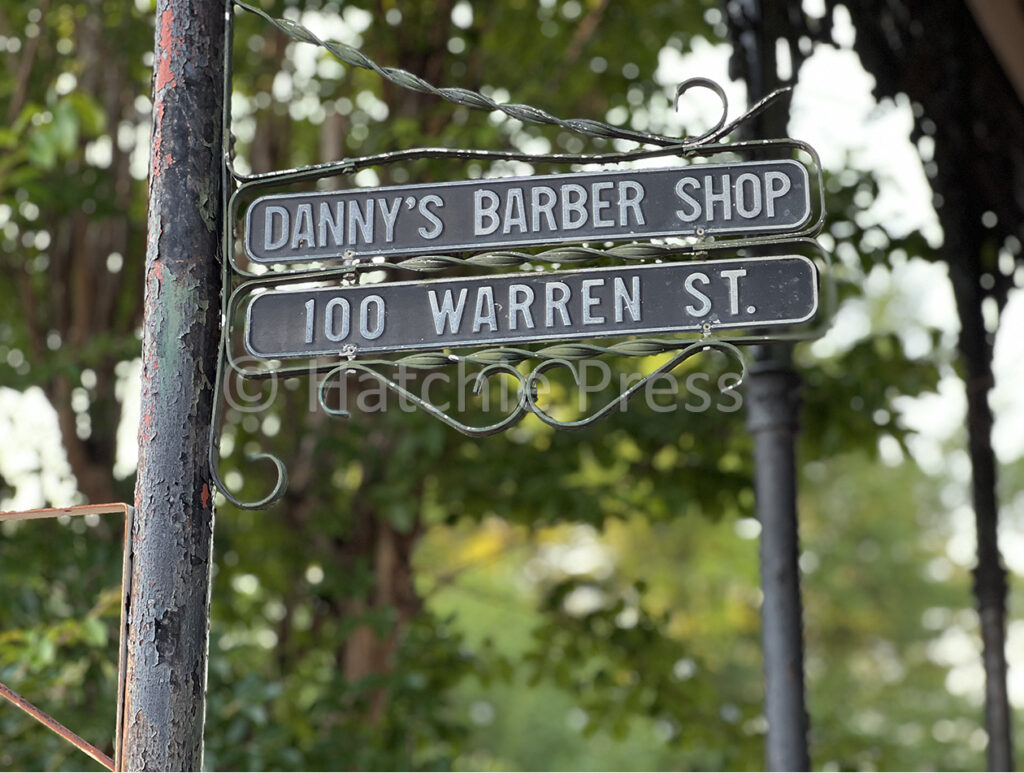 DANNY'S BARBER SHOP
100 WARREN ST.
© Hatchie Press